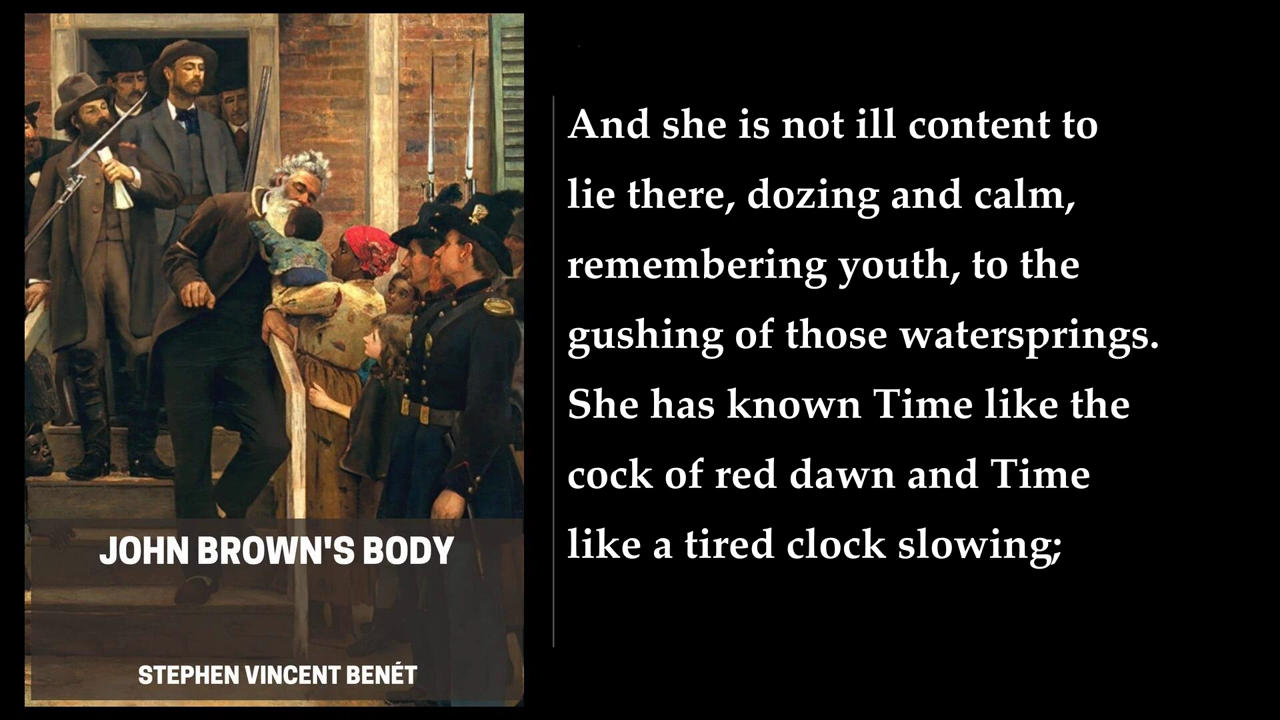 JOHN BROWN'S BODY
STEPHEN VINCENT BENÉT
And she is not ill content to
lie there, dozing and calm,
remembering youth, to the
gushing of those watersprings.
She has known Time like the
cock of red dawn and Time
like a tired clock slowing;